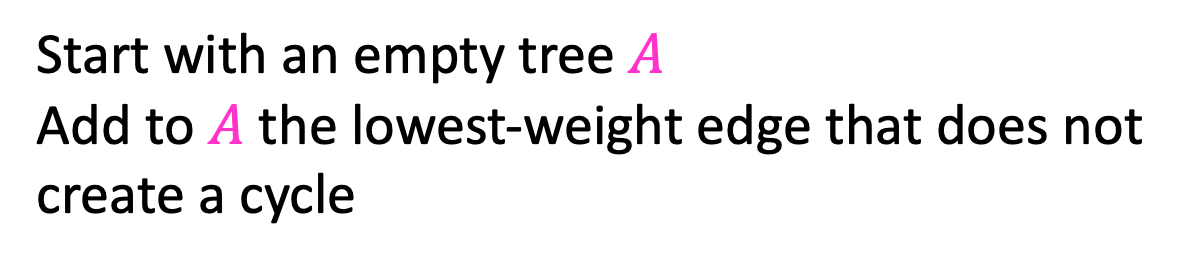 Start with an empty tree A
Add to A the lowest-weight edge that does not
create a cycle